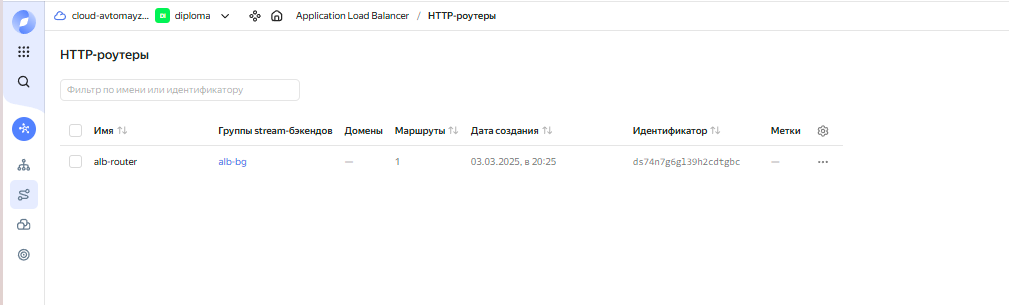 cloud-avtomayz... DI diploma Application Load Balancer / HTTP-роутеры
HTTP-роутеры
Фильтр по имени или идентификатору
Имя Группы stream-бэкендов Домены Маршруты Дата создания Идентификатор Метки
alb-router alb-bg — 1 03.03.2025, в 20:25 ds74n7g6gl39h2cdtgbc —